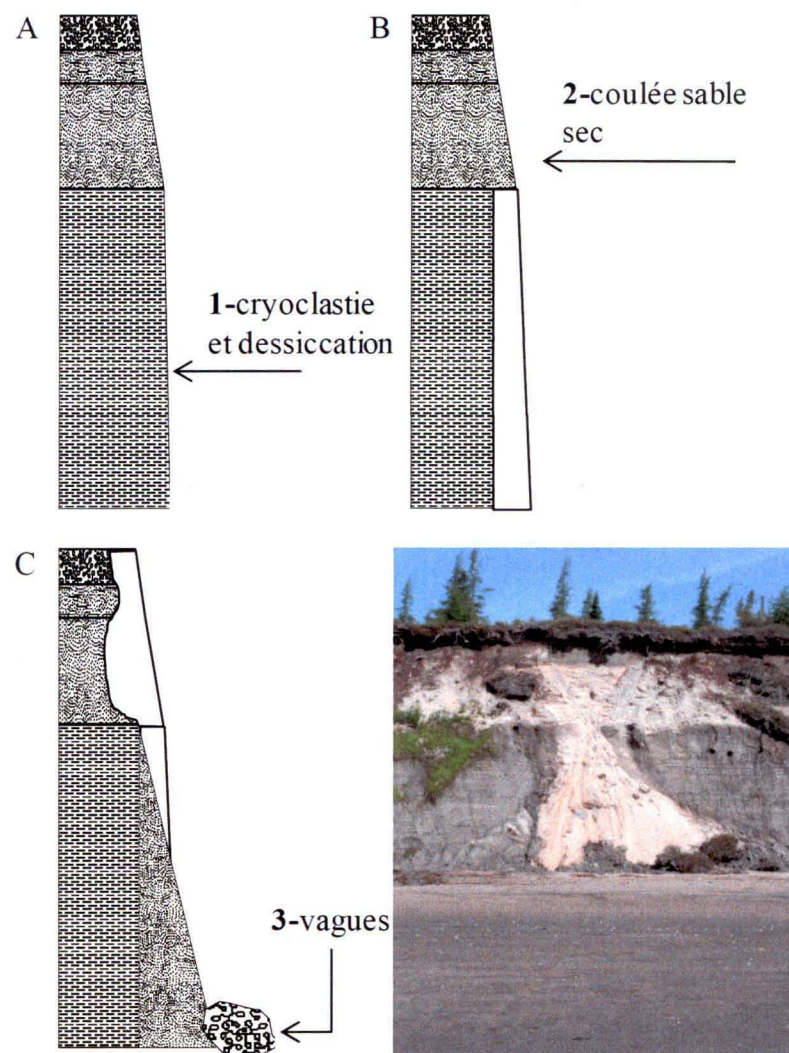 A
B
2-coulée sable
sec
1-cryoclastie
et dessiccation
C
3-vagues